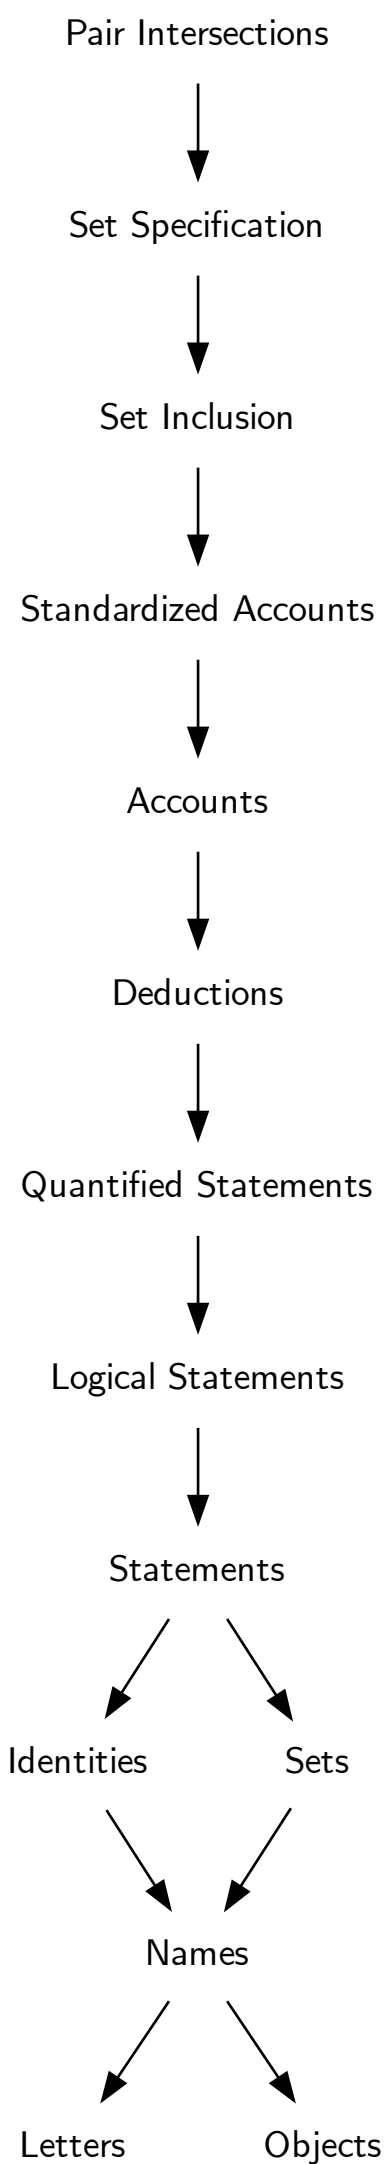 Pair Intersections
Set Specification
Set Inclusion
Standardized Accounts
Accounts
Deductions
Quantified Statements
Logical Statements
Statements
Identities
Sets
Names
Letters
Objects